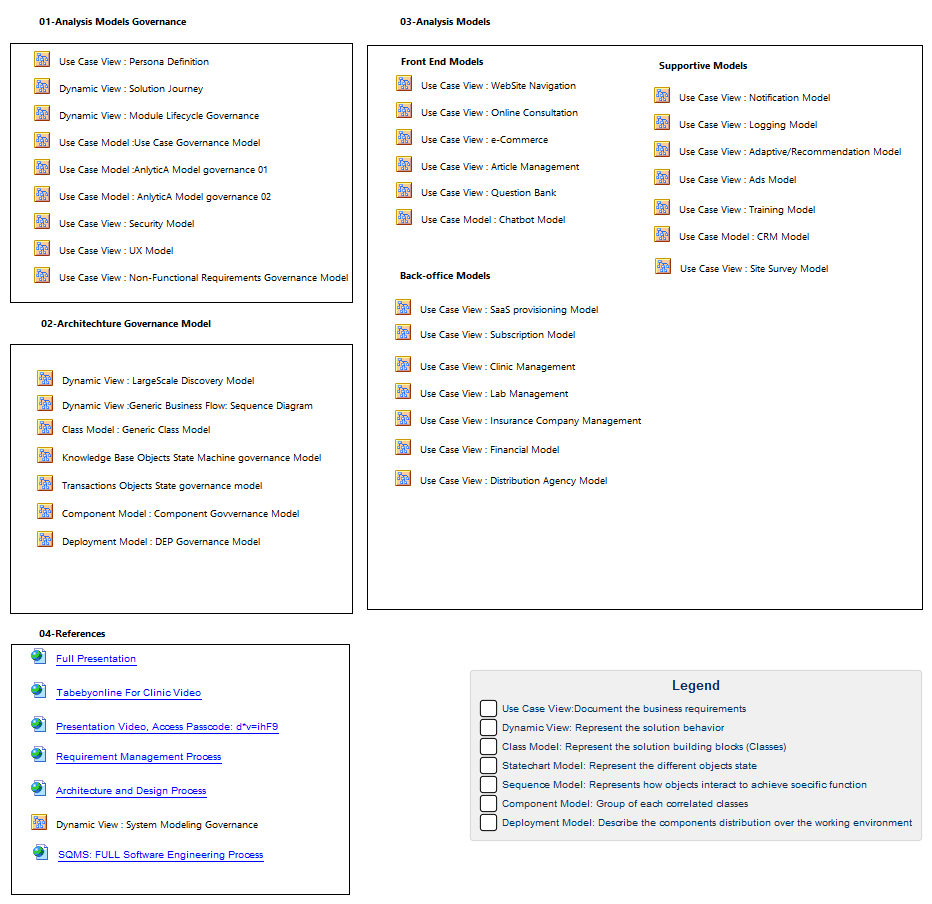 01-Analysis Models Governance
Use Case View : Persona Definition
Dynamic View : Solution Journey
Dynamic View : Module Lifecycle Governance
Use Case Model :Use Case Governance Model
Use Case Model :AnlyticA Model governance 01
Use Case Model : AnlyticA Model governance 02
Use Case View : Security Model
Use Case View : UX Model
Use Case View : Non-Functional Requirements Governance Model
02-Architechture Governance Model
Dynamic View : LargeScale Discovery Model
Dynamic View :Generic Business Flow: Sequence Diagram
Class Model : Generic Class Model
Knowledge Base Objects State Machine governance Model
Transactions Objects State governance model
Component Model : Component Govvernance Model
Deployment Model : DEP Governance Model
03-Analysis Models
Front End Models
Use Case View : WebSite Navigation
Use Case View : Online Consultation
Use Case View : e-Commerce
Use Case View : Article Management
Use Case View : Question Bank
Use Case Model : Chatbot Model
Back-office Models
Use Case View : SaaS provisioning Model
Use Case View : Subscription Model
Use Case View : Clinic Management
Use Case View : Lab Management
Use Case View : Insurance Company Management
Use Case View : Financial Model
Use Case View : Distribution Agency Model
Supportive Models
Use Case View : Notification Model
Use Case View : Logging Model
Use Case View : Adaptive/Recommendation Model
Use Case View : Ads Model
Use Case View : Training Model
Use Case Model : CRM Model
Use Case View : Site Survey Model
04-References
Full Presentation
Tabebyonline For Clinic Video
Presentation Video, Access Passcode: d*v=ihF9
Requirement Management Process
Architecture and Design Process
Dynamic View : System Modeling Governance
SQMS: FULL Software Engineering Process
Legend
Use Case View:Document the business requirements
Dynamic View: Represent the solution behavior
Class Model: Represent the solution building blocks (Classes)
Statechart Model: Represent the different objects state
Sequence Model: Represents how objects interact to achieve soecific function
Component Model: Group of each correlated classes
Deployment Model: Describe the components distribution over the working environment